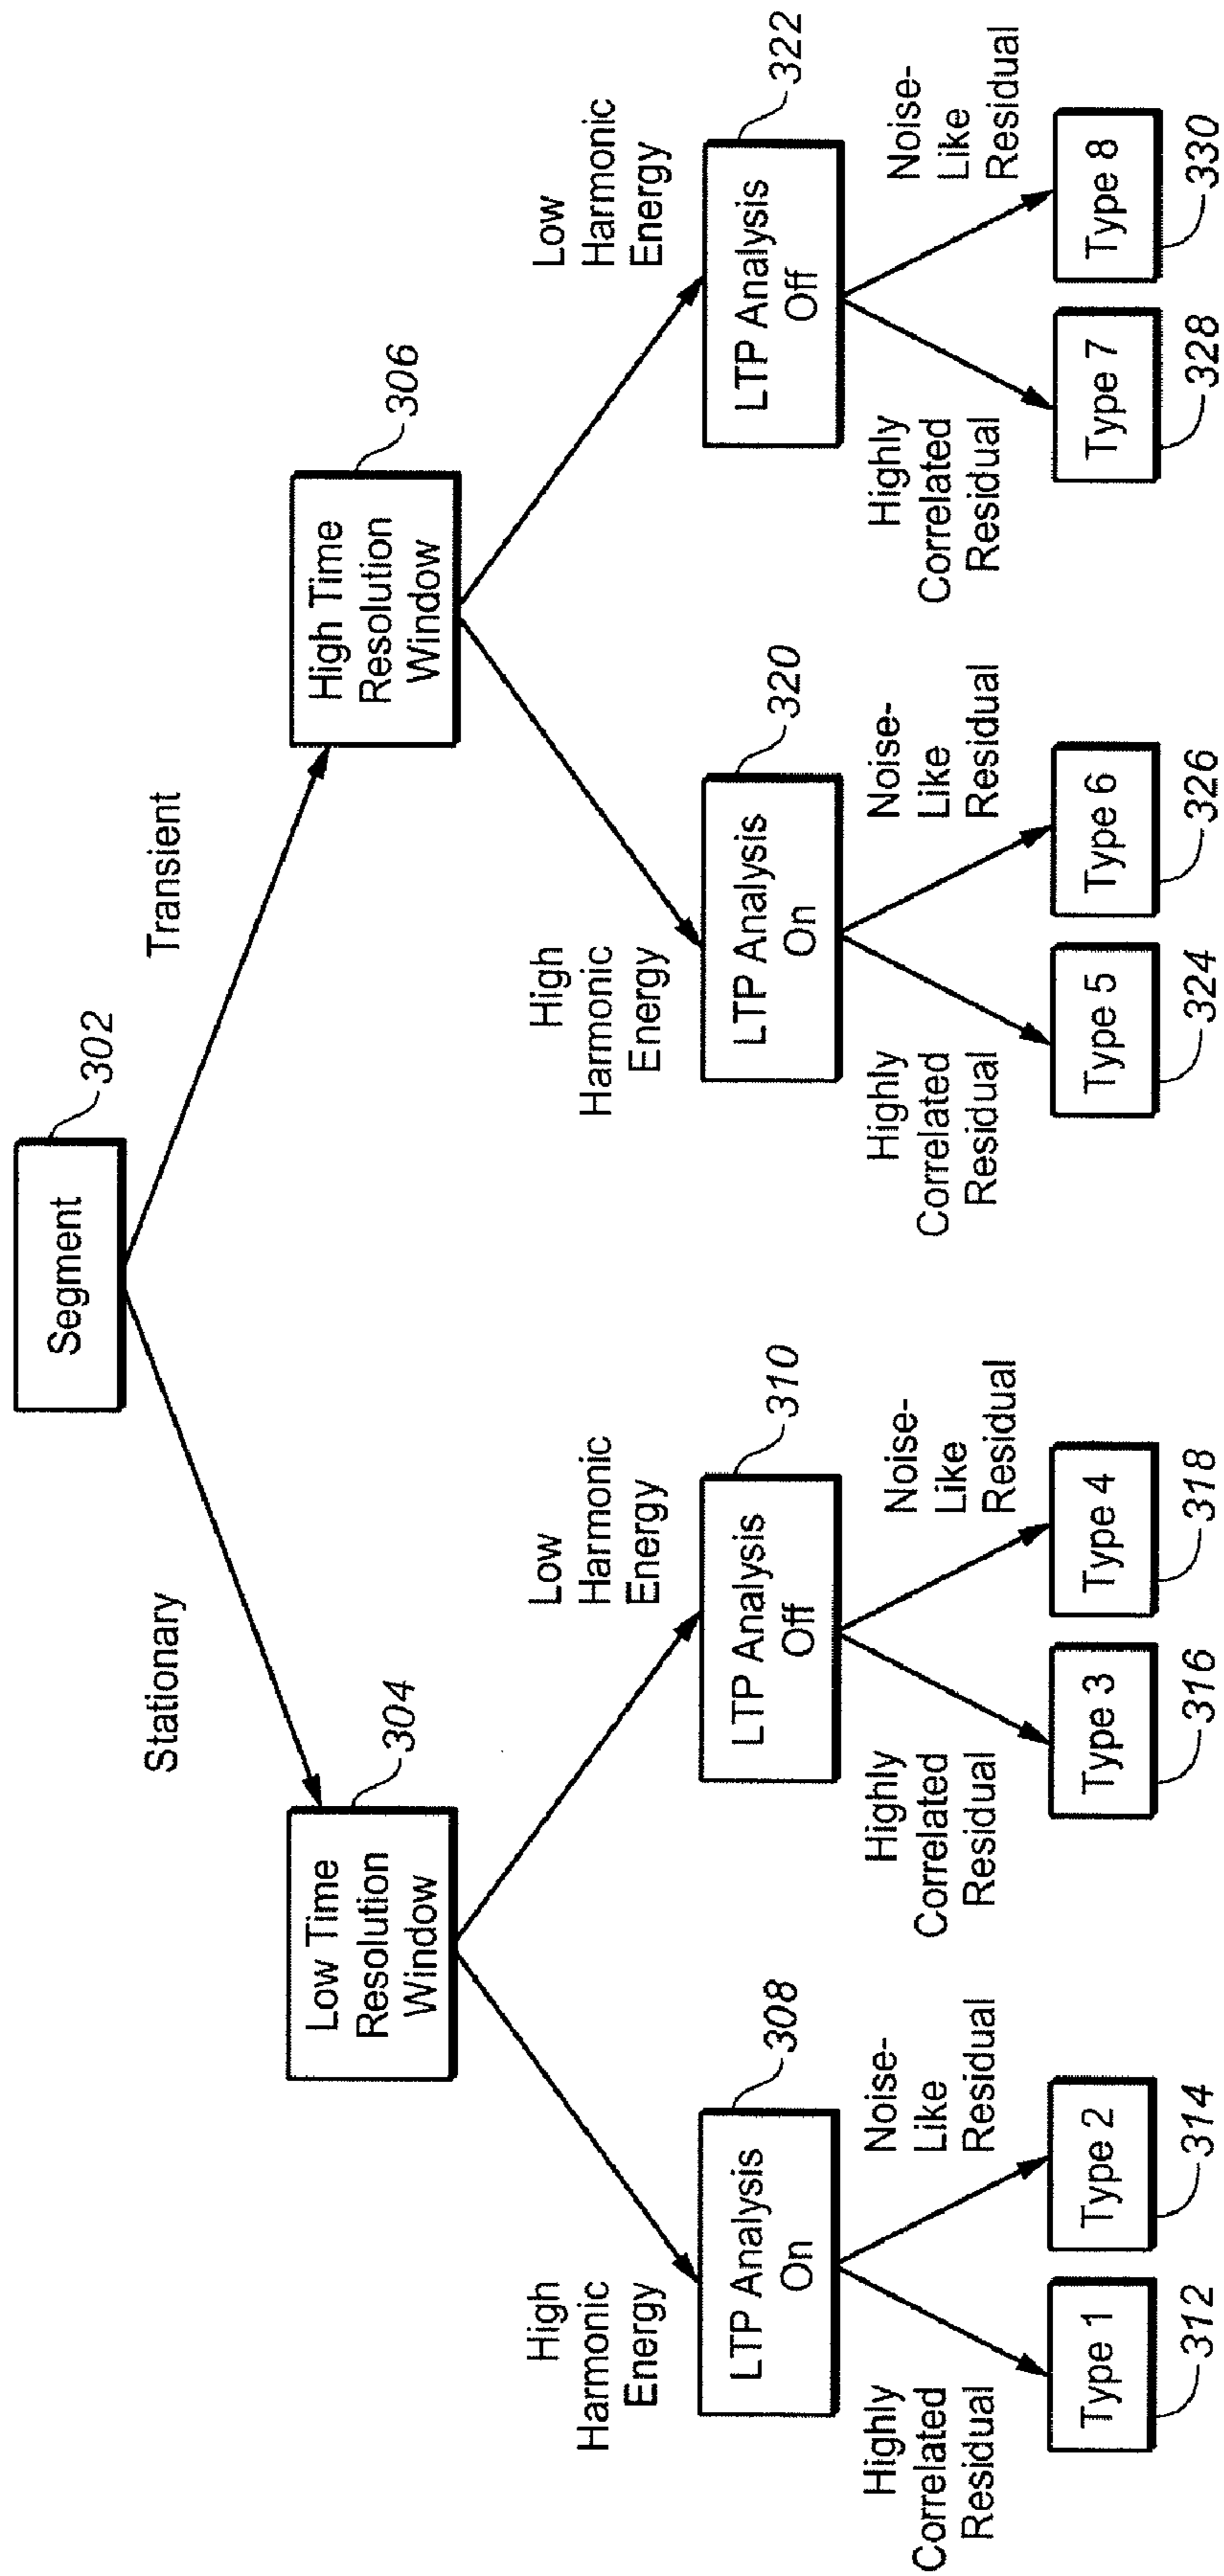 Segment
302
Stationary
Transient
Low Time
Resolution
Window
304
High Time
Resolution
Window
306
High
Harmonic
Energy
Low
Harmonic
Energy
High
Harmonic
Energy
Low
Harmonic
Energy
LTP Analysis
On
308
LTP Analysis
Off
310
LTP Analysis
On
320
LTP Analysis
Off
322
Highly
Correlated
Residual
Noise-
Like
Residual
Highly
Correlated
Residual
Noise-
Like
Residual
Highly
Correlated
Residual
Noise-
Like
Residual
Highly
Correlated
Residual
Noise-
Like
Residual
Type 1
Type 2
Type 3
Type 4
Type 5
Type 6
Type 7
Type 8
312
314
316
318
324
326
328
330